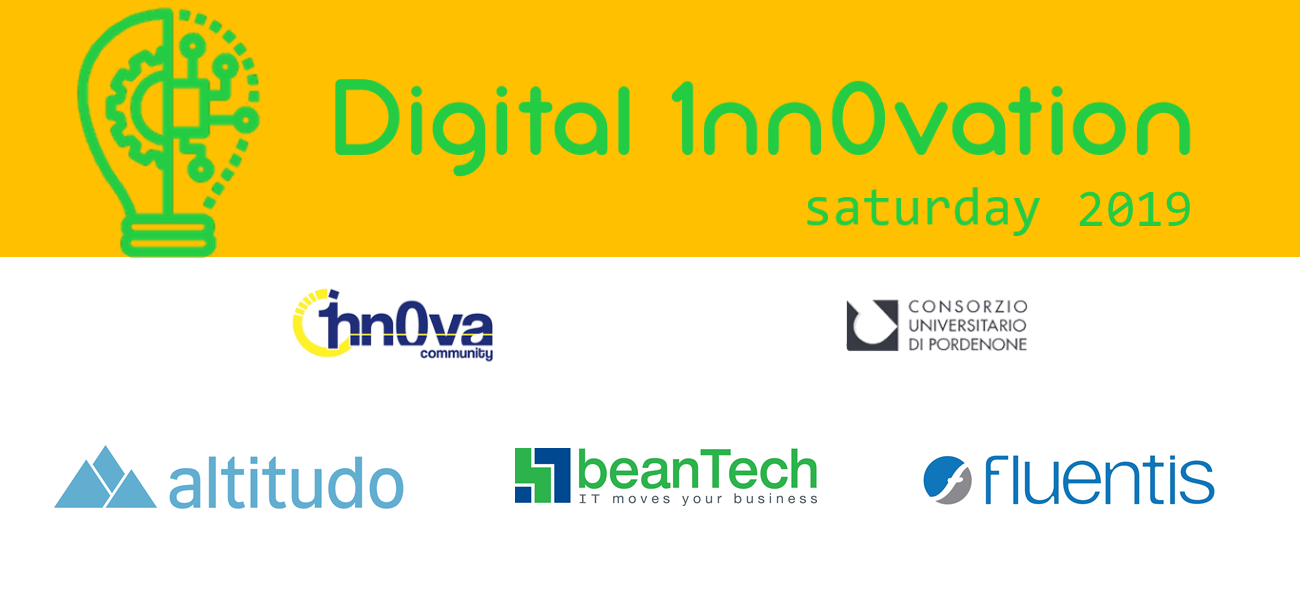 Digital 1nn0vation
saturday 2019
1nn0va
community
CONSORZIO
UNIVERSITARIO
DI PORDENONE
altitudo
beanTech
IT moves your business
fluentis